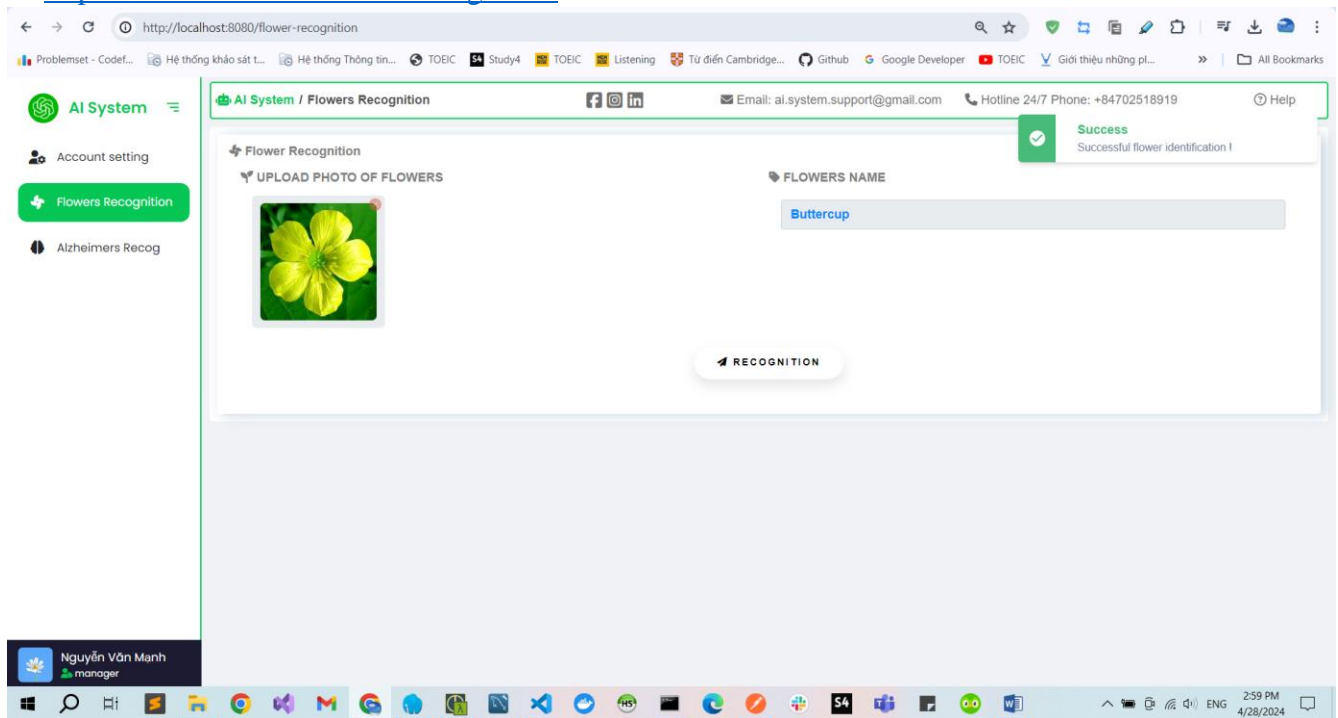 http://localhost:8080/flower-recognition
Problemset - Codef... Hệ thống khảo sát t... Hệ thống Thông tin... TOEIC S4 Study4 TOEIC Listening Từ điển Cambridge... Github Google Developer TOEIC Giới thiệu những pl... » All Bookmarks
AI System
AI System / Flowers Recognition Email: ai.system.support@gmail.com Hotline 24/7 Phone: +84702518919 Help
Success
Successful flower identification !
Account setting
Flowers Recognition
Alzheimers Recog
Flower Recognition
UPLOAD PHOTO OF FLOWERS
FLOWERS NAME
Buttercup
RECOGNITION
Nguyễn Văn Mạnh
manager
S4
ENG
2:59 PM
4/28/2024